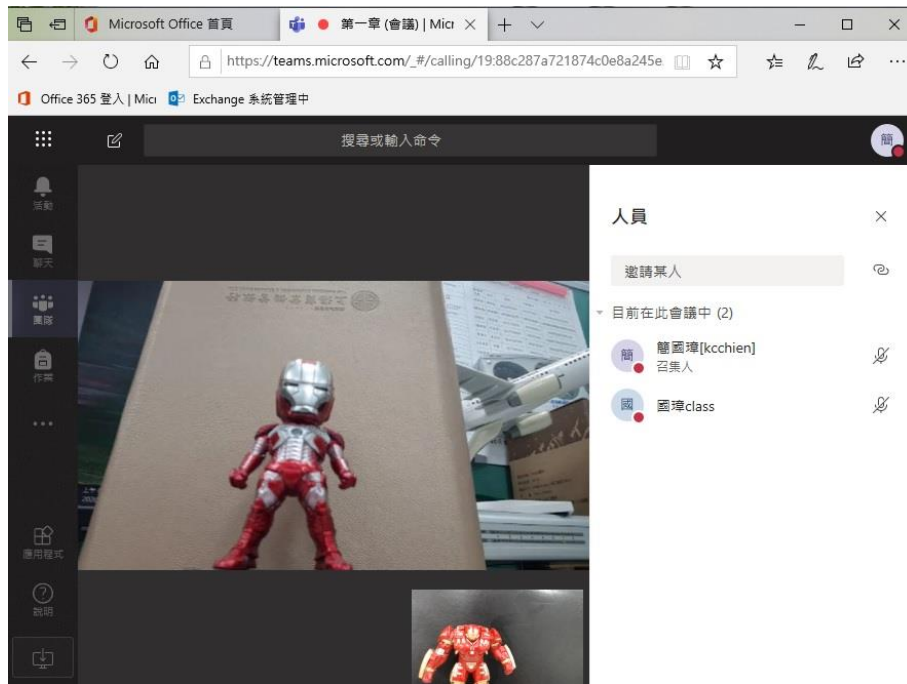 Microsoft Office 首頁
第一章 (會議) | Micr
https://teams.microsoft.com/_#/calling/19:88c287a721874c0e8a245e
Office 365 登入 | Micr
Exchange 系統管理中
搜尋或輸入命令
簡
活動
聊天
團隊
作業
應用程式
說明
人員
邀請某人
目前在此會議中 (2)
簡
簡國璋[kcchien]
召集人
國
國璋class